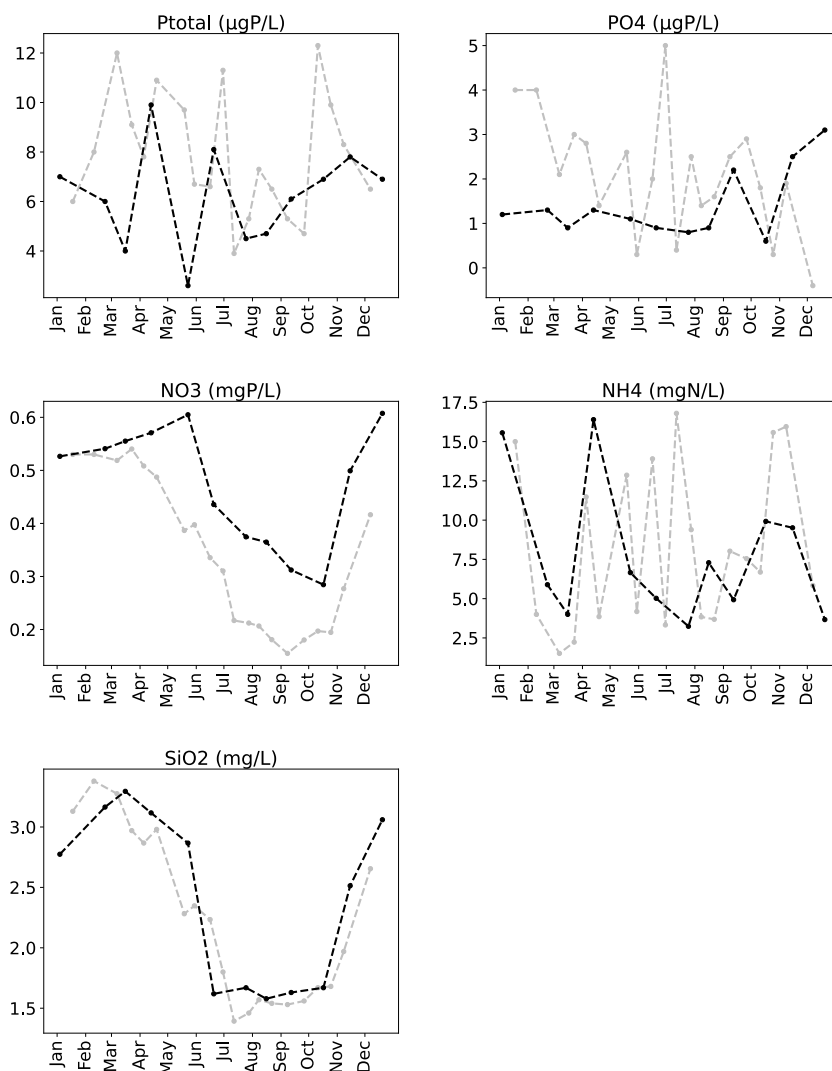 Ptotal (µgP/L)
12
10
8
6
4
Jan Feb Mar Apr May Jun Jul Aug Sep Oct Nov Dec
PO4 (µgP/L)
5
4
3
2
1
0
Jan Feb Mar Apr May Jun Jul Aug Sep Oct Nov Dec
NO3 (mgP/L)
0.6
0.5
0.4
0.3
0.2
Jan Feb Mar Apr May Jun Jul Aug Sep Oct Nov Dec
NH4 (mgN/L)
17.5
15.0
12.5
10.0
7.5
5.0
2.5
Jan Feb Mar Apr May Jun Jul Aug Sep Oct Nov Dec
SiO2 (mg/L)
3.0
2.5
2.0
1.5
Jan Feb Mar Apr May Jun Jul Aug Sep Oct Nov Dec